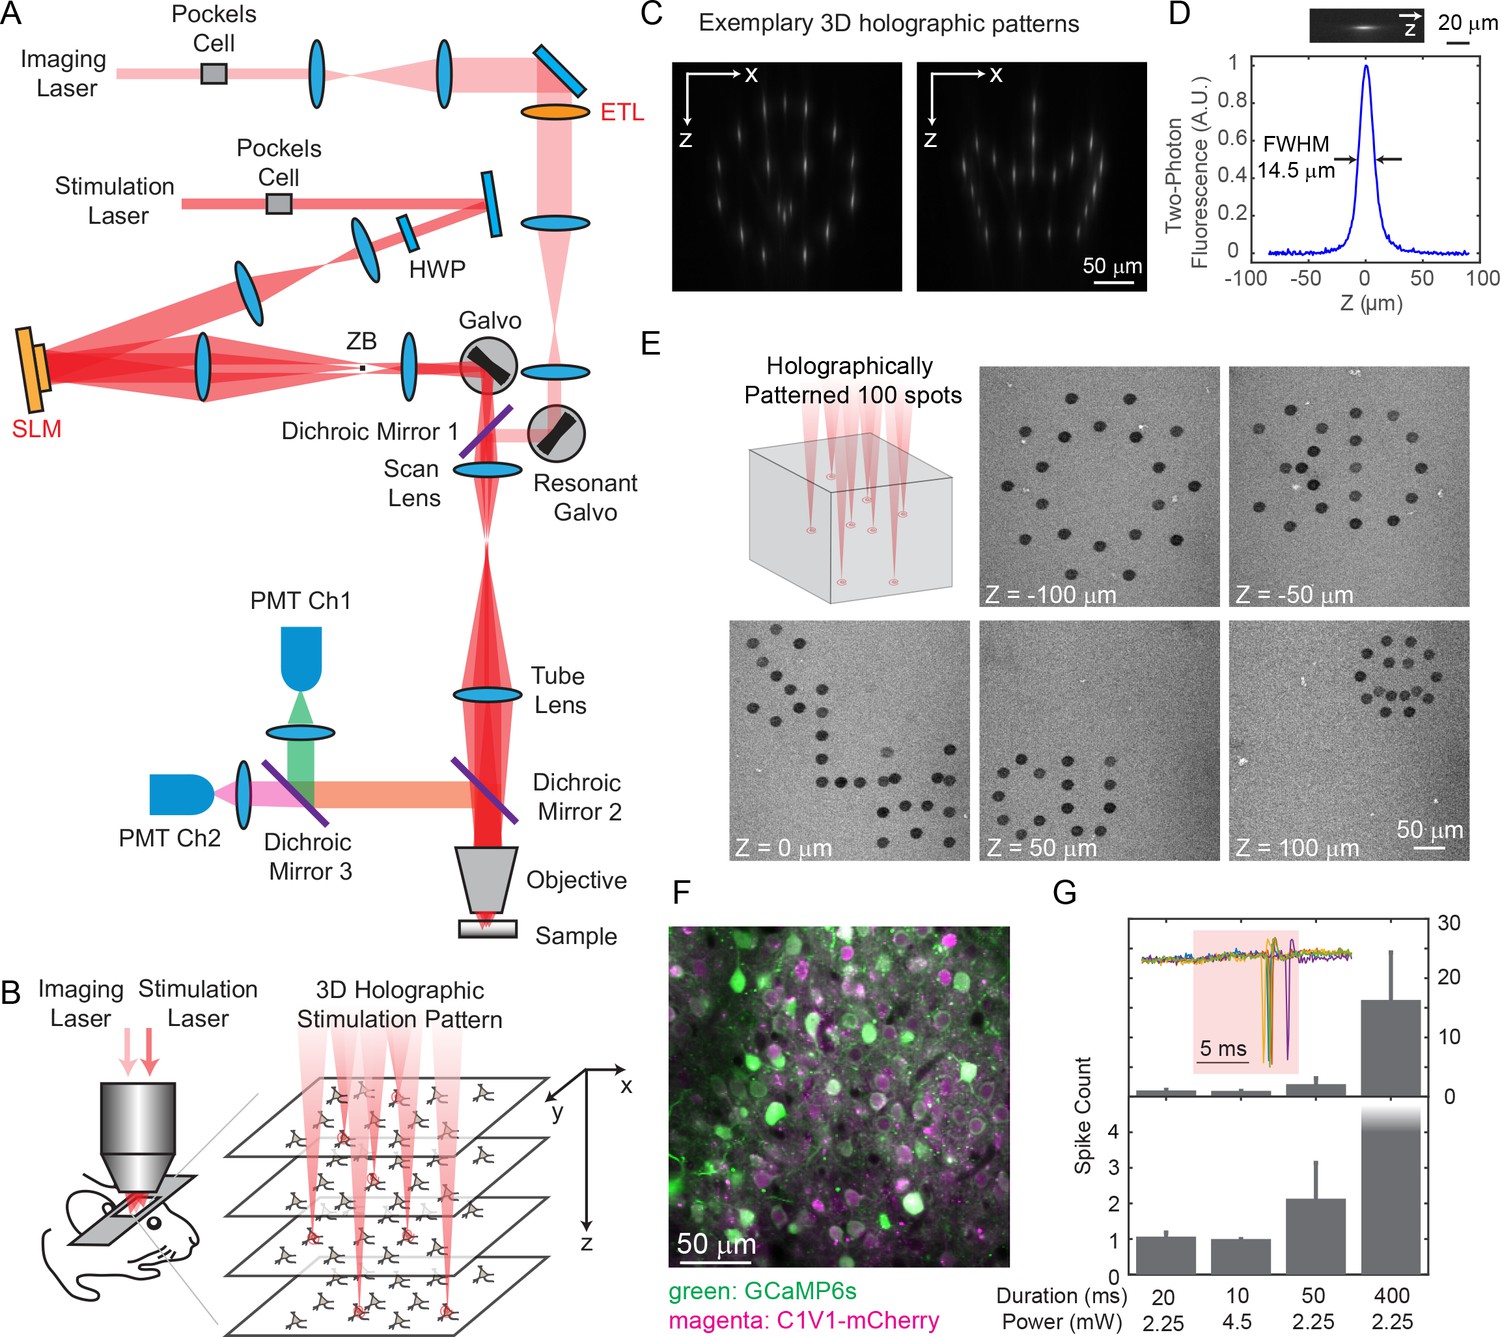 A
Pockels
Cell
Imaging
Laser
ETL
Pockels
Cell
Stimulation
Laser
HWP
ZB
Galvo
SLM
Dichroic Mirror 1
Scan
Lens
Resonant
Galvo
PMT Ch1
Tube
Lens
Dichroic
Mirror 2
PMT Ch2
Dichroic
Mirror 3
Objective
Sample
B
Imaging
Laser
Stimulation
Laser
3D Holographic
Stimulation Pattern
x
y
z
C
Exemplary 3D holographic patterns
x
z
x
z
50 μm
D
z
20 μm
Two-Photon
Fluorescence (A.U.)
1
0.8
0.6
0.4
0.2
0
FWHM
14.5 μm
-100
-50
0
50
100
Z (μm)
E
Holographically
Patterned 100 spots
Z = -100 μm
Z = -50 μm
Z = 0 μm
Z = 50 μm
Z = 100 μm
50 μm
F
50 μm
green: GCaMP6s
magenta: C1V1-mCherry
G
5 ms
30
20
10
0
Spike Count
4
3
2
1
0
Duration (ms) 20 10 50 400
Power (mW) 2.25 4.5 2.25 2.25